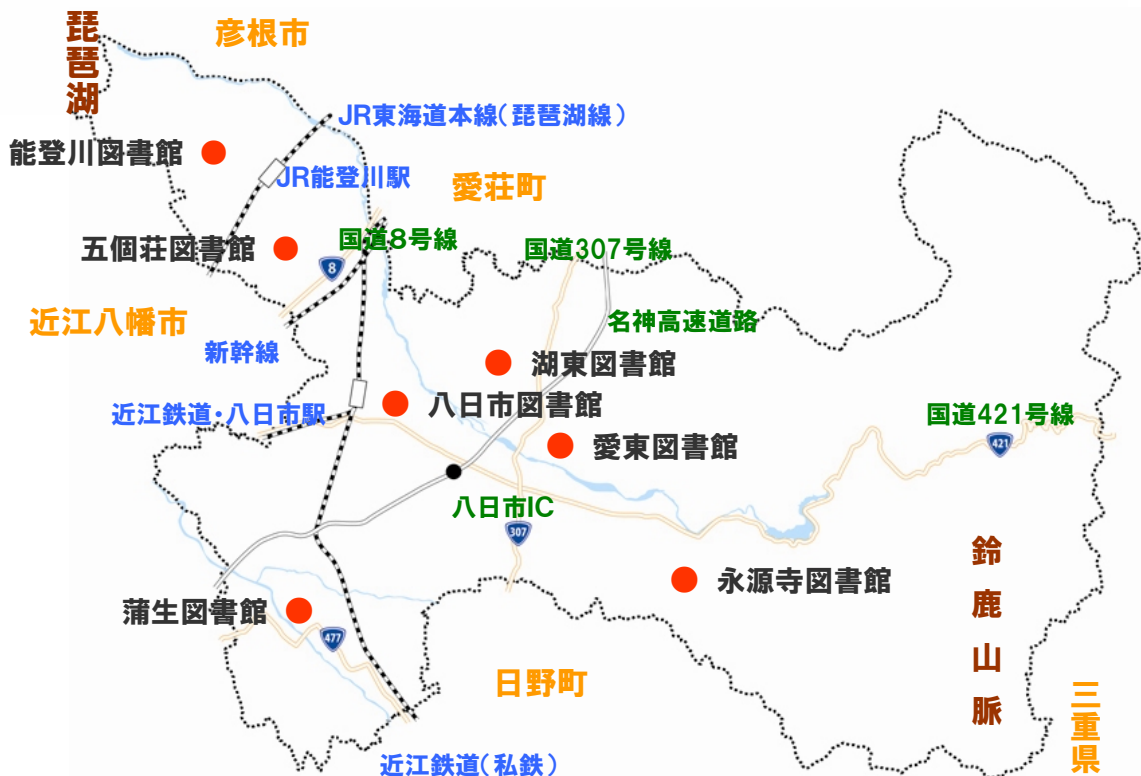 琵琶湖
彦根市
JR東海道本線(琵琶湖線)
能登川図書館
JR能登川駅
愛荘町
五個荘図書館
国道8号線
国道307号線
8
近江八幡市
名神高速道路
新幹線
湖東図書館
八日市図書館
近江鉄道・八日市駅
国道421号線
愛東図書館
421
八日市IC
307
鈴鹿山脈
永源寺図書館
蒲生図書館
477
日野町
三重県
近江鉄道(私鉄)